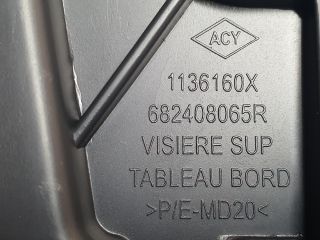 ACY
1136160X
682408065R
VISIERE SUP
TABLEAU BORD
>P/E-MD20<